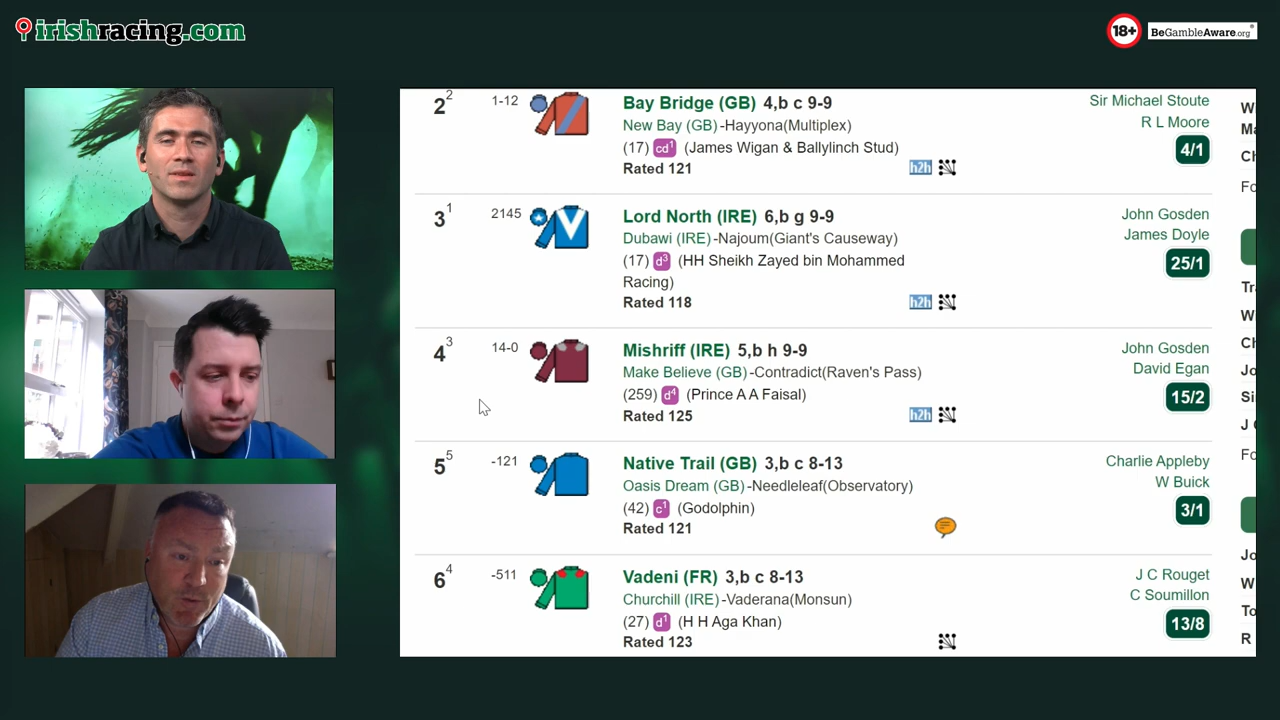 irishracing.com
18+
BeGambleAware.org®
2 2 1-12 Bay Bridge (GB) 4,b c 9-9 Sir Michael Stoute
New Bay (GB)-Hayyona(Multiplex) R L Moore
(17) cd1 (James Wigan & Ballylinch Stud) 4/1
Rated 121 h2h
3 1 2145 Lord North (IRE) 6,b g 9-9 John Gosden
Dubawi (IRE)-Najoum(Giant's Causeway) James Doyle
(17) d3 (HH Sheikh Zayed bin Mohammed 25/1
Racing)
Rated 118 h2h
4 3 14-0 Mishriff (IRE) 5,b h 9-9 John Gosden
Make Believe (GB)-Contradict(Raven's Pass) David Egan
(259) d4 (Prince A A Faisal) 15/2
Rated 125 h2h
5 5 -121 Native Trail (GB) 3,b c 8-13 Charlie Appleby
Oasis Dream (GB)-Needleleaf(Observatory) W Buick
(42) c1 (Godolphin) 3/1
Rated 121
6 4 -511 Vadeni (FR) 3,b c 8-13 J C Rouget
Churchill (IRE)-Vaderana(Monsun) C Soumillon
(27) d1 (H H Aga Khan) 13/8
Rated 123